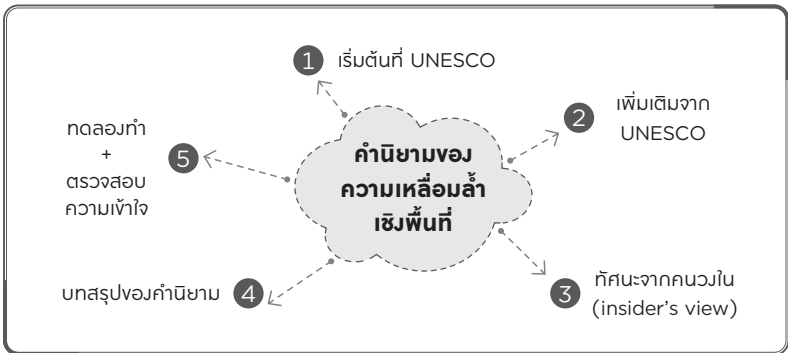 คำนิยามของ
ความเหลื่อมล้ำ
เชิงพื้นที่
1 เริ่มต้นที่ UNESCO
2 เพิ่มเติมจาก
UNESCO
3 ทัศนะจากคนวงใน
(insider's view)
4 บทสรุปของคำนิยาม
5 ทดลองทำ
+
ตรวจสอบ
ความเข้าใจ